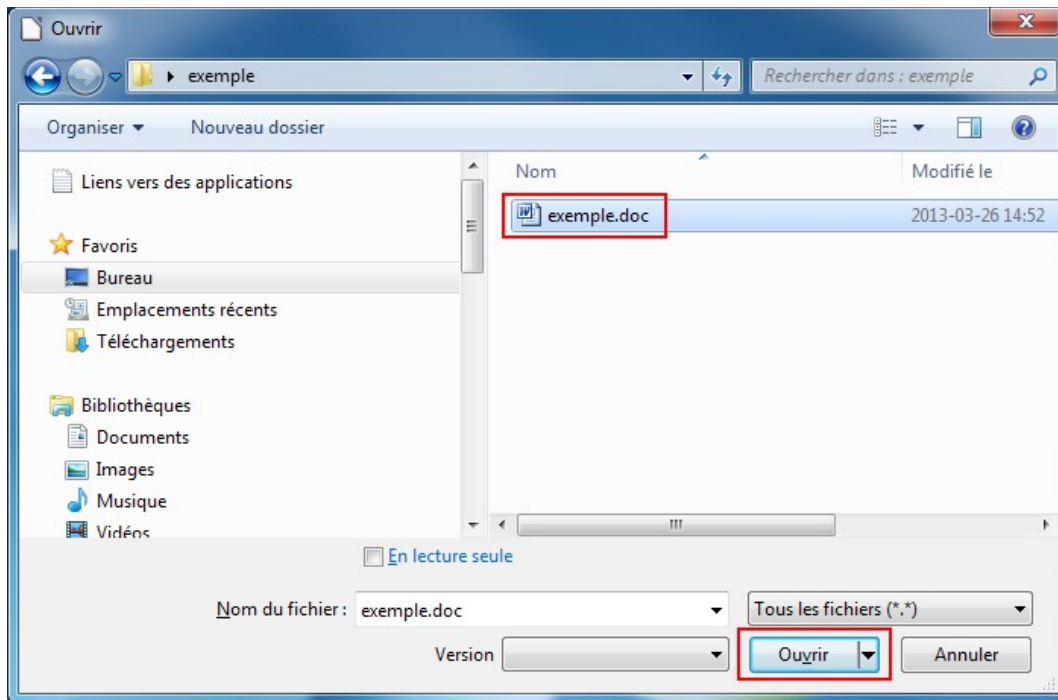 Ouvrir
exemple
Rechercher dans : exemple
Organiser
Nouveau dossier
Liens vers des applications
Favoris
Bureau
Emplacements récents
Téléchargements
Bibliothèques
Documents
Images
Musique
Vidéos
Nom
Modifié le
exemple.doc
2013-03-26 14:52
En lecture seule
Nom du fichier :
exemple.doc
Tous les fichiers (*.*)
Version
Ouvrir
Annuler